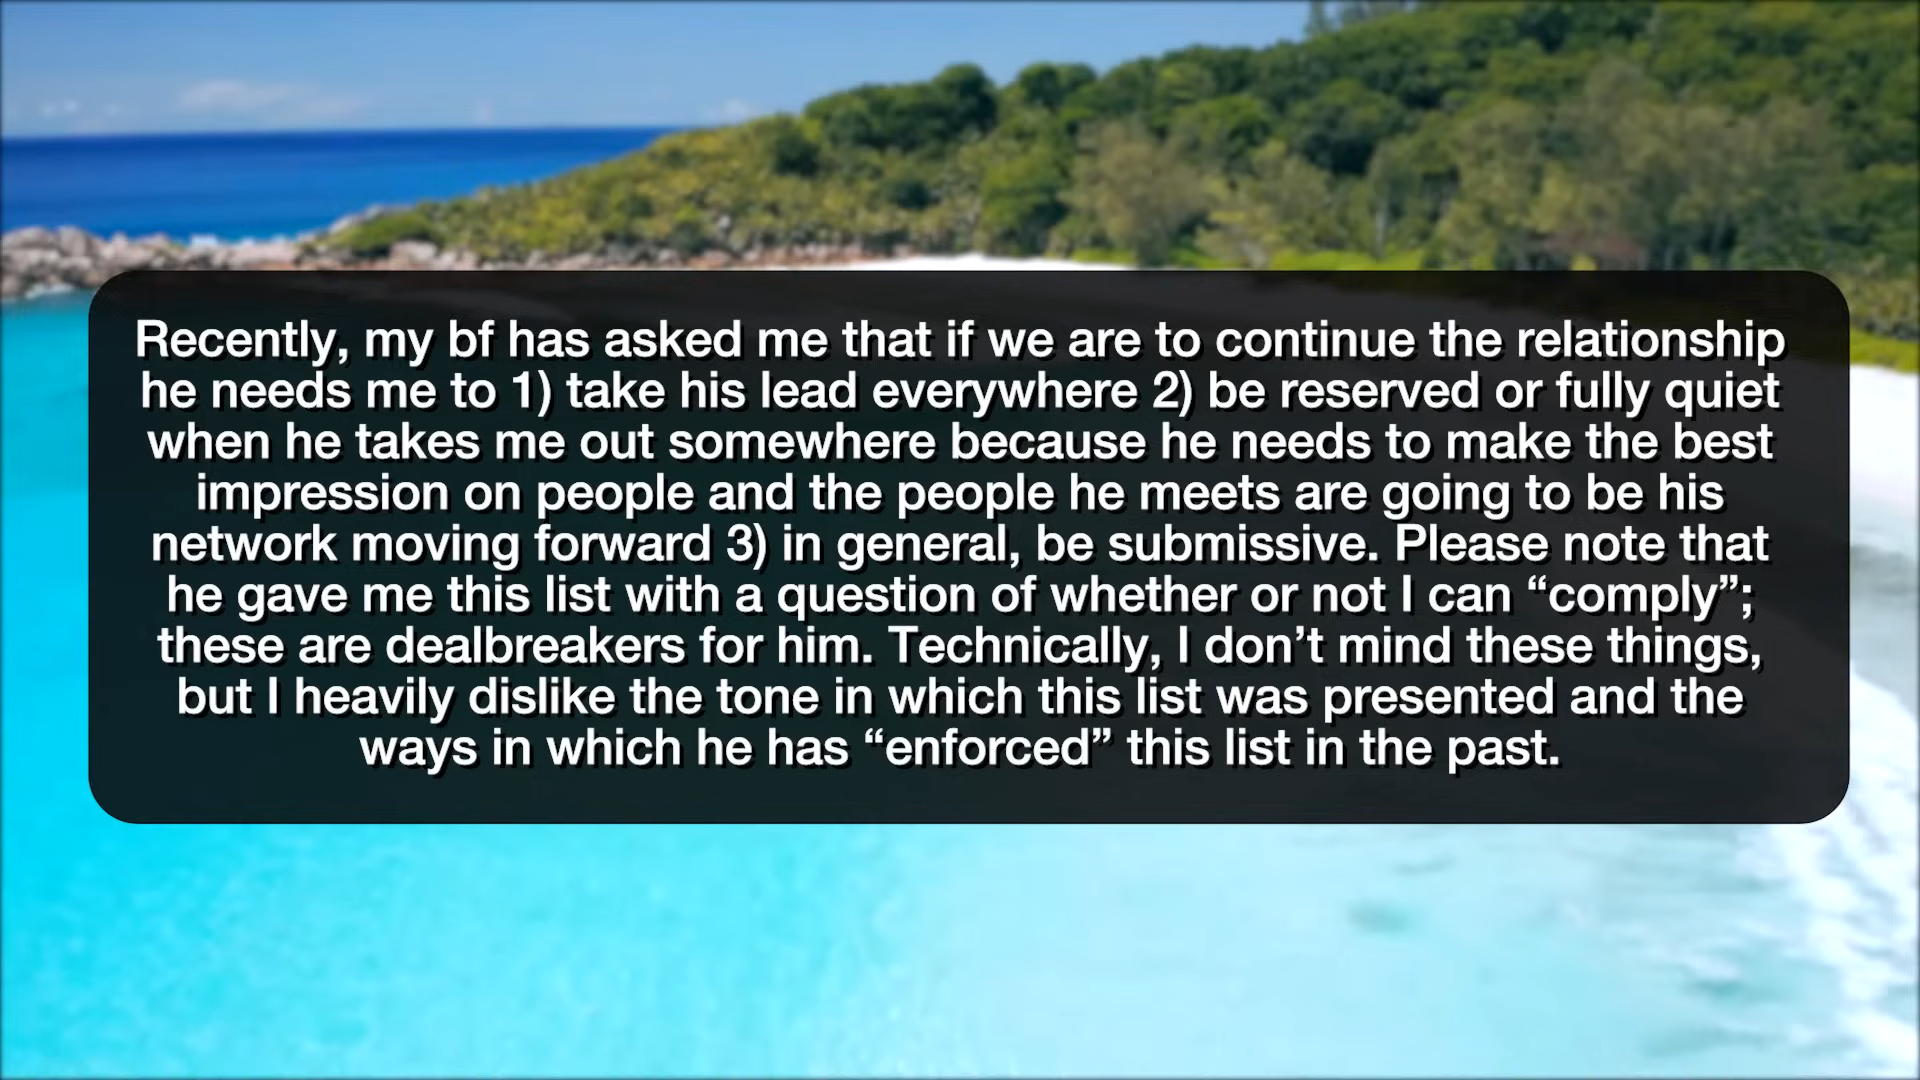 Recently, my bf has asked me that if we are to continue the relationship
he needs me to 1) take his lead everywhere 2) be reserved or fully quiet
when he takes me out somewhere because he needs to make the best
impression on people and the people he meets are going to be his
network moving forward 3) in general, be submissive. Please note that
he gave me this list with a question of whether or not I can “comply”;
these are dealbreakers for him. Technically, I don’t mind these things,
but I heavily dislike the tone in which this list was presented and the
ways in which he has “enforced” this list in the past.